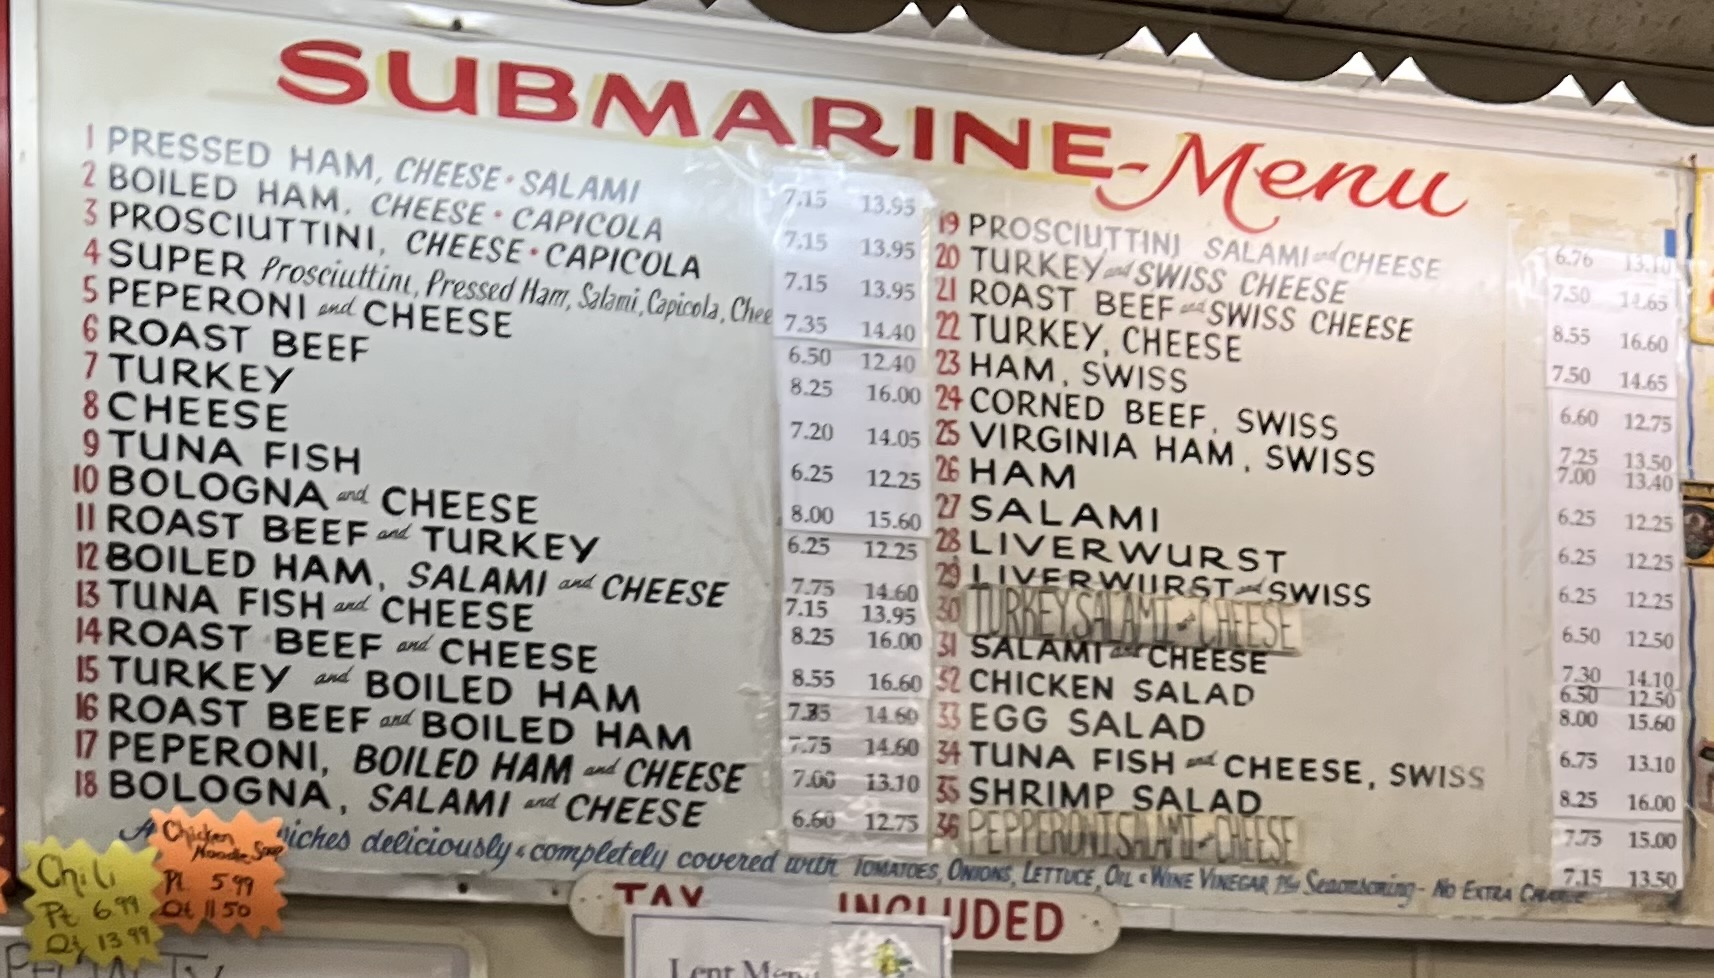 SUBMARINE-Menu
1 PRESSED HAM, CHEESE • SALAMI 7.15 13.95
2 BOILED HAM, CHEESE • CAPICOLA 7.15 13.95
3 PROSCIUTTINI, CHEESE • CAPICOLA 7.15 13.95
4 SUPER Prosciuttini, Pressed Ham, Salami, Capicola, Chee 7.35 14.40
5 PEPERONI and CHEESE 6.50 12.40
6 ROAST BEEF 8.25 16.00
7 TURKEY 7.20 14.05
8 CHEESE 6.25 12.25
9 TUNA FISH 8.00 15.60
10 BOLOGNA and CHEESE 6.25 12.25
11 ROAST BEEF and TURKEY 7.75 14.60
12 BOILED HAM, SALAMI and CHEESE 7.15 13.95
13 TUNA FISH and CHEESE 8.25 16.00
14 ROAST BEEF and CHEESE 8.55 16.60
15 TURKEY and BOILED HAM 14.60
16 ROAST BEEF and BOILED HAM 7.75 14.60
17 PEPERONI, BOILED HAM and CHEESE 7.00 13.10
18 BOLOGNA, SALAMI and CHEESE 6.60 12.75
19 PROSCIUTTINI SALAMI and CHEESE 6.76 13.10
20 TURKEY and SWISS CHEESE 7.50 14.65
21 ROAST BEEF and SWISS CHEESE 8.55 16.60
22 TURKEY, CHEESE 7.50 14.65
23 HAM, SWISS 6.60 12.75
24 CORNED BEEF, SWISS 7.25 13.50
25 VIRGINIA HAM, SWISS 7.00 13.40
26 HAM 6.25 12.25
27 SALAMI 6.25 12.25
28 LIVERWURST 6.25 12.25
29 LIVERWURST and SWISS 6.50 12.50
30 TURKEY SALAMI and CHEESE 7.30 14.10
31 SALAMI and CHEESE 6.50 12.50
32 CHICKEN SALAD 8.00 15.60
33 EGG SALAD 6.75 13.10
34 TUNA FISH and CHEESE, SWISS 8.25 16.00
35 SHRIMP SALAD 7.75 15.00
36 PEPPERONI SALAMI and CHEESE 7.15 13.50
iches deliciously & completely covered with TOMATOES, ONIONS, LETTUCE, OIL & WINE VINEGAR Seasonsoning - NO EXTRA CHARGE
TAX INCLUDED
Chicken
Noodle Soup
Pt 5.99
Qt 11.50
Chili
Pt 6.99
Qt 13.99
Lent Menu